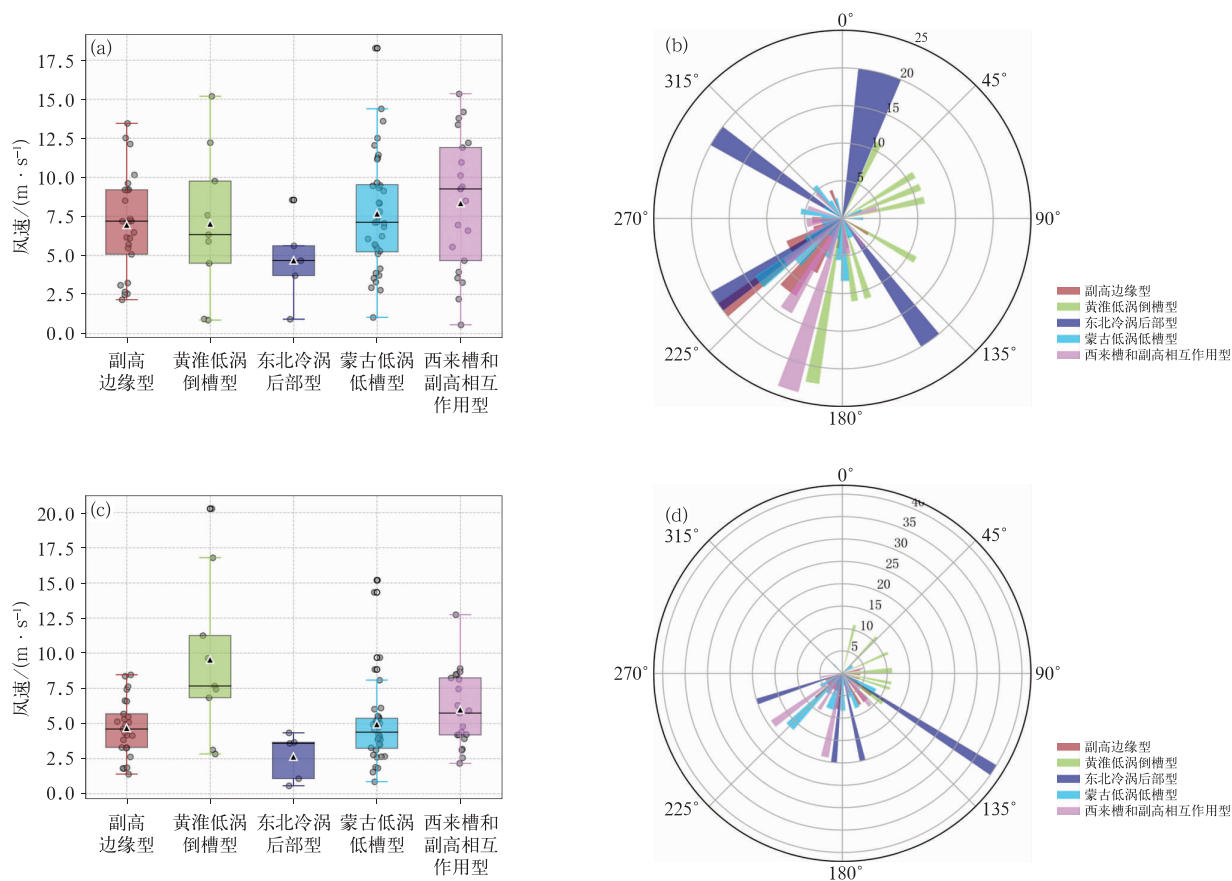 (a)
17.5
15.0
12.5
10.0
7.5
5.0
2.5
0.0
风速/(m·s⁻¹)
副高
边缘型
黄淮低涡
倒槽型
东北冷涡
后部型
蒙古低涡
低槽型
西来槽和
副高相互
作用型
(b)
0°
45°
90°
135°
180°
225°
270°
315°
5
10
15
20
25
副高边缘型
黄淮低涡倒槽型
东北冷涡后部型
蒙古低涡低槽型
西来槽和副高相互作用型
(c)
20.0
17.5
15.0
12.5
10.0
7.5
5.0
2.5
0.0
风速/(m·s⁻¹)
副高
边缘型
黄淮低涡
倒槽型
东北冷涡
后部型
蒙古低涡
低槽型
西来槽和
副高相互
作用型
(d)
0°
45°
90°
135°
180°
225°
270°
315°
5
10
15
20
25
30
35
40
副高边缘型
黄淮低涡倒槽型
东北冷涡后部型
蒙古低涡低槽型
西来槽和副高相互作用型